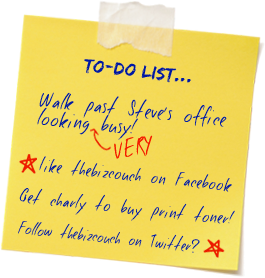 TO-DO LIST...
Walk past Steve's office
looking busy!
VERY
like thebizcouch on Facebook
Get charly to buy print toner!
Follow thebizcouch on Twitter?